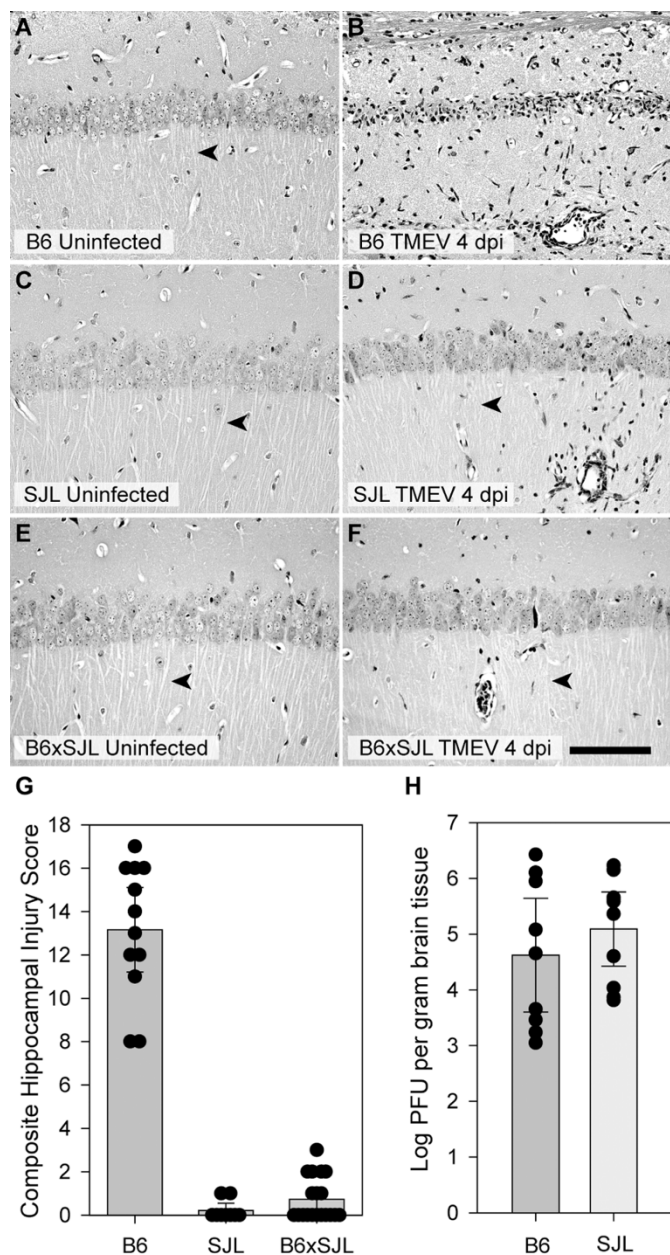 A
B
B6 Uninfected
B6 TMEV 4 dpi
C
D
SJL Uninfected
SJL TMEV 4 dpi
E
F
B6xSJL Uninfected
B6xSJL TMEV 4 dpi
G
H
Composite Hippocampal Injury Score
18
16
14
12
10
8
6
4
2
0
B6
SJL
B6xSJL
Log PFU per gram brain tissue
7
6
5
4
3
2
1
0
B6
SJL